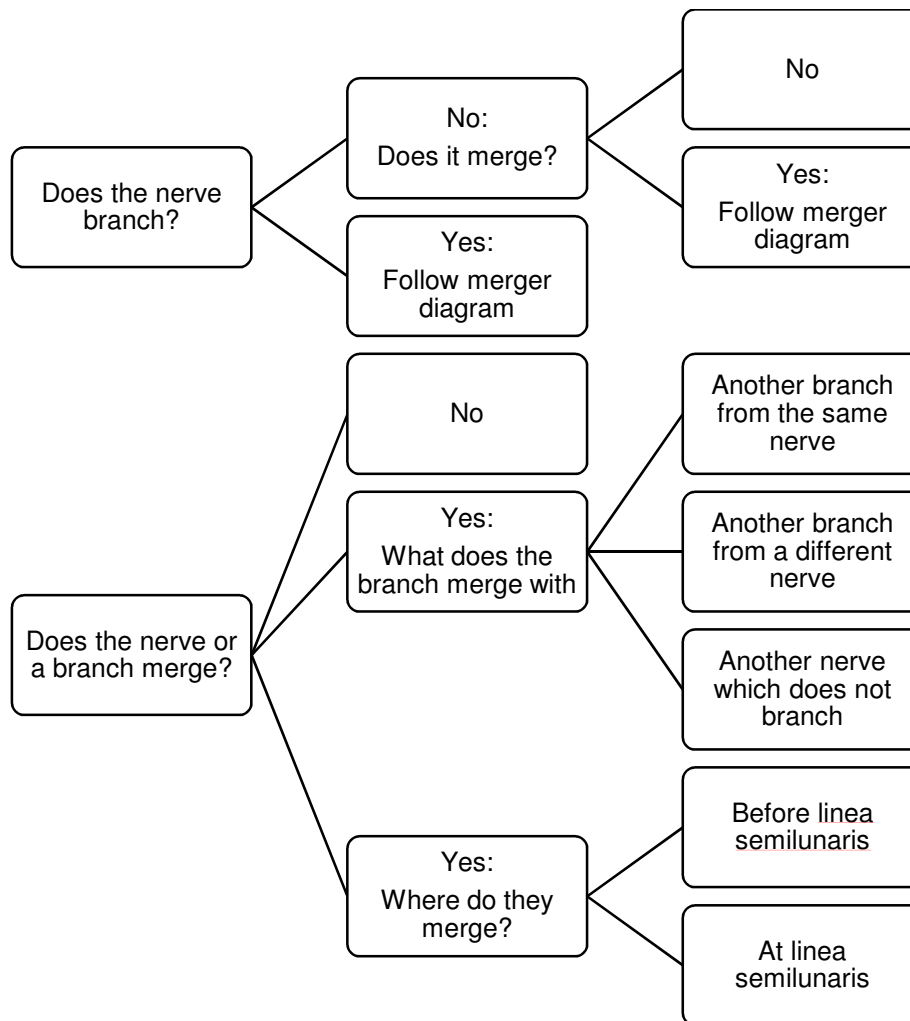 Does the nerve
branch?
No:
Does it merge?
Yes:
Follow merger
diagram
No
Yes:
Follow merger
diagram
Does the nerve or
a branch merge?
No
Yes:
What does the
branch merge with
Another branch
from the same
nerve
Another branch
from a different
nerve
Another nerve
which does not
branch
Yes:
Where do they
merge?
Before linea
semilunaris
At linea
semilunaris